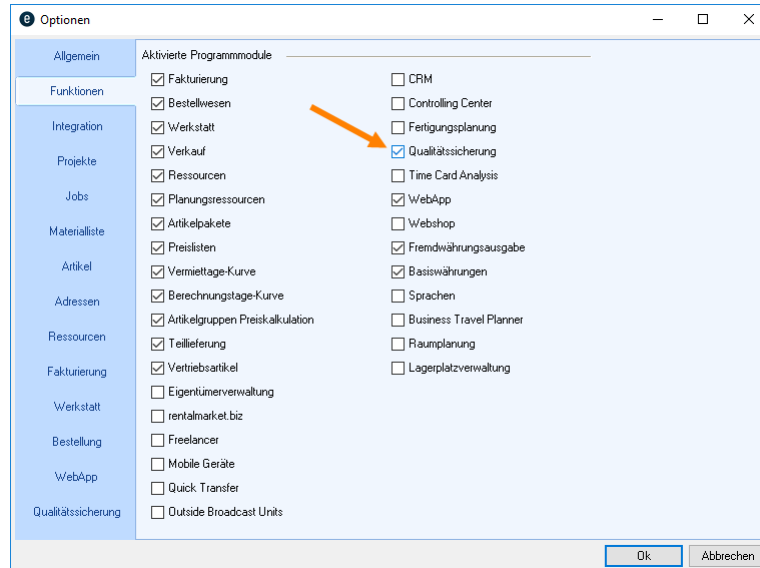 Optionen
Allgemein
Funktionen
Integration
Projekte
Jobs
Materialliste
Artikel
Adressen
Ressourcen
Fakturierung
Werkstatt
Bestellung
WebApp
Qualitätssicherung
Aktivierte Programmmodule
Fakturierung
Bestellwesen
Werkstatt
Verkauf
Ressourcen
Planungsressourcen
Artikelpakete
Preislisten
Vermiettage-Kurve
Berechnungstage-Kurve
Artikelgruppen Preiskalkulation
Teillieferung
Vertriebsartikel
Eigentümerverwaltung
rentalmarket.biz
Freelancer
Mobile Geräte
Quick Transfer
Outside Broadcast Units
CRM
Controlling Center
Fertigungsplanung
Qualitätssicherung
Time Card Analysis
WebApp
Webshop
Fremdwährungsausgabe
Basiswährungen
Sprachen
Business Travel Planner
Raumplanung
Lagerplatzverwaltung
Ok
Abbrechen